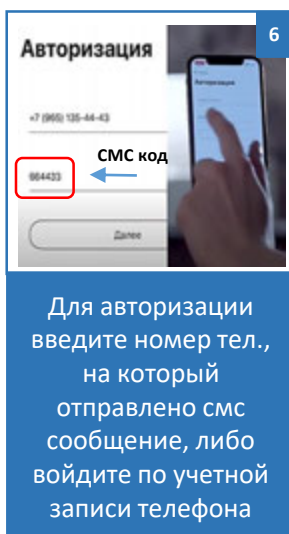 6
Авторизация
+7 (965) 135-44-43
СМС код
664433
Далее
Для авторизации
введите номер тел.,
на который
отправлено смс
сообщение, либо
войдите по учетной
записи телефона